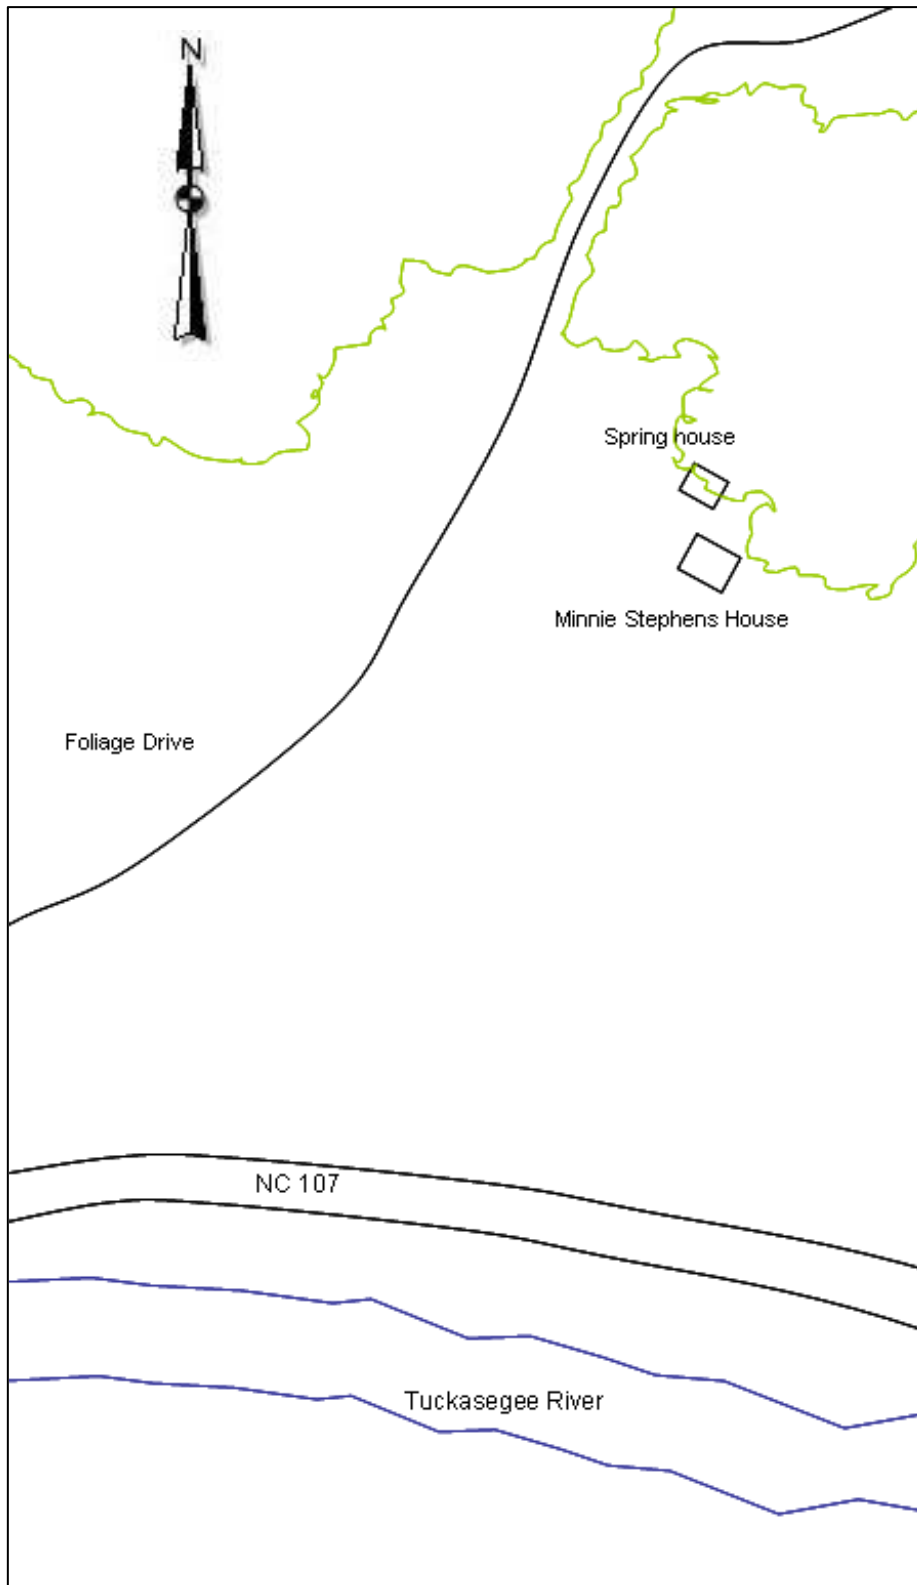 N
Spring house
Minnie Stephens House
Foliage Drive
NC 107
Tuckasegee River